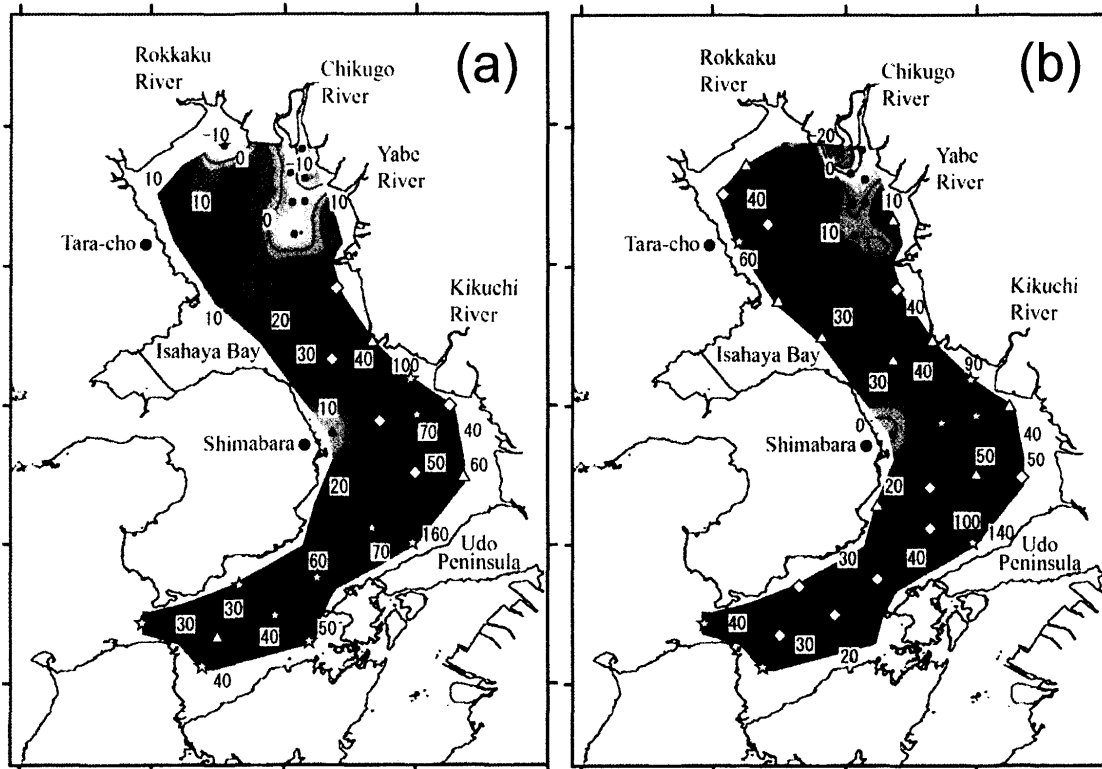 (a)
Rokkaku
River
Chikugo
River
-10
0
-10
Yabe
River
10
10
10
0
Tara-cho
Kikuchi
River
10
20
Isahaya Bay
30
40
100
10
Shimabara
70
40
50
60
20
160
70
60
Udo
Peninsula
30
30
40
50
40
(b)
Rokkaku
River
Chikugo
River
-20
0
Yabe
River
40
10
10
Tara-cho
60
Kikuchi
River
40
30
Isahaya Bay
30
40
90
0
Shimabara
40
50
50
20
100
140
30
40
Udo
Peninsula
40
30
20